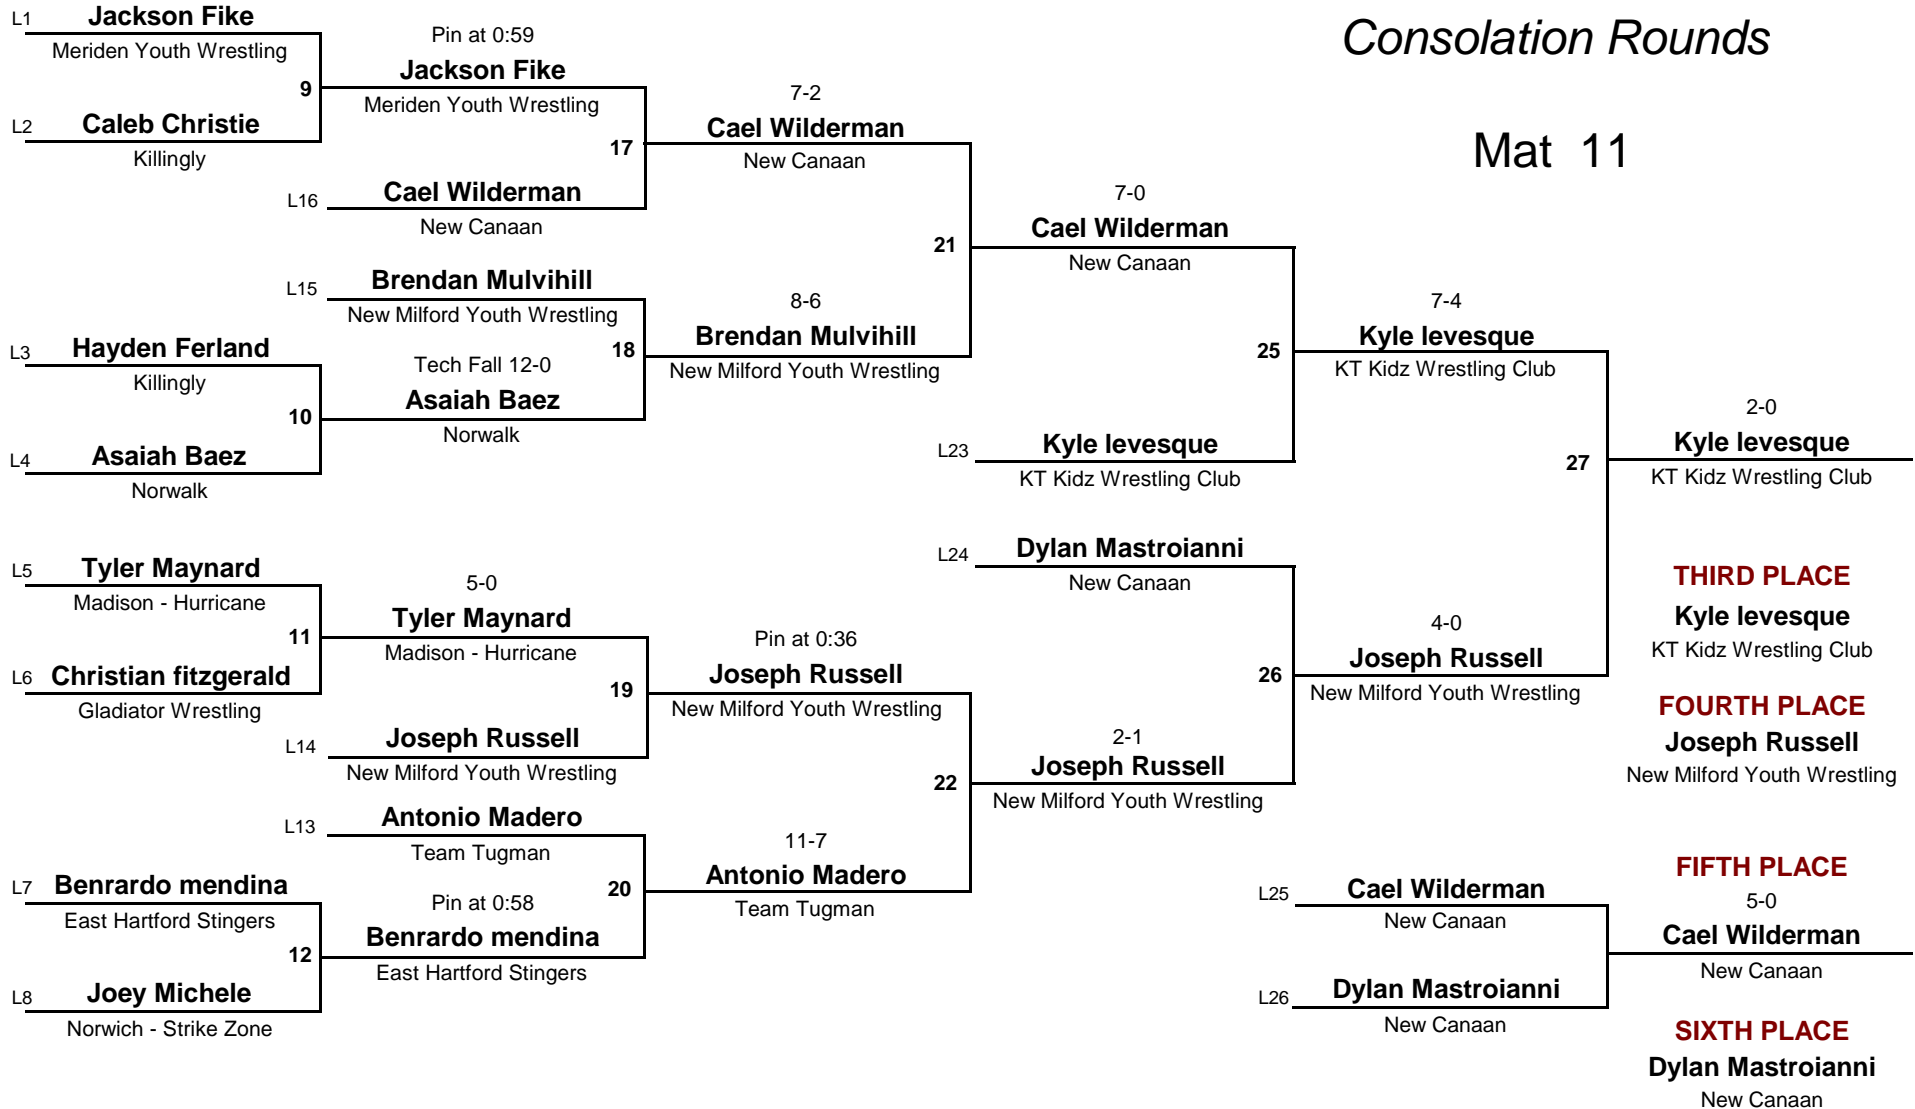 Consolation Rounds
Mat 11
L1 Jackson Fike
Meriden Youth Wrestling
9
L2 Caleb Christie
Killingly
Pin at 0:59
Jackson Fike
Meriden Youth Wrestling
17
L16 Cael Wilderman
New Canaan
7-2
Cael Wilderman
New Canaan
21
L15 Brendan Mulvihill
New Milford Youth Wrestling
18
L3 Hayden Ferland
Killingly
10
L4 Asaiah Baez
Norwalk
Tech Fall 12-0
Asaiah Baez
Norwalk
8-6
Brendan Mulvihill
New Milford Youth Wrestling
7-0
Cael Wilderman
New Canaan
25
L23 Kyle levesque
KT Kidz Wrestling Club
7-4
Kyle levesque
KT Kidz Wrestling Club
27
2-0
Kyle levesque
KT Kidz Wrestling Club
L5 Tyler Maynard
Madison - Hurricane
11
L6 Christian fitzgerald
Gladiator Wrestling
5-0
Tyler Maynard
Madison - Hurricane
19
L14 Joseph Russell
New Milford Youth Wrestling
Pin at 0:36
Joseph Russell
New Milford Youth Wrestling
22
L13 Antonio Madero
Team Tugman
20
L7 Benrardo mendina
East Hartford Stingers
12
L8 Joey Michele
Norwich - Strike Zone
Pin at 0:58
Benrardo mendina
East Hartford Stingers
11-7
Antonio Madero
Team Tugman
L24 Dylan Mastroianni
New Canaan
26
2-1
Joseph Russell
New Milford Youth Wrestling
4-0
Joseph Russell
New Milford Youth Wrestling
THIRD PLACE
Kyle levesque
KT Kidz Wrestling Club
FOURTH PLACE
Joseph Russell
New Milford Youth Wrestling
L25 Cael Wilderman
New Canaan
L26 Dylan Mastroianni
New Canaan
FIFTH PLACE
5-0
Cael Wilderman
New Canaan
SIXTH PLACE
Dylan Mastroianni
New Canaan